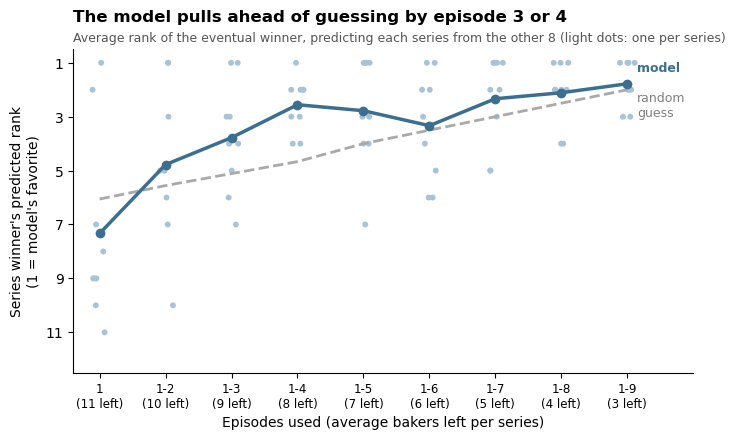 The model pulls ahead of guessing by episode 3 or 4
Average rank of the eventual winner, predicting each series from the other 8 (light dots: one per series)
Series winner's predicted rank
(1 = model's favorite)
1
3
5
7
9
11
model
random
guess
1
(11 left)
1-2
(10 left)
1-3
(9 left)
1-4
(8 left)
1-5
(7 left)
1-6
(6 left)
1-7
(5 left)
1-8
(4 left)
1-9
(3 left)
Episodes used (average bakers left per series)